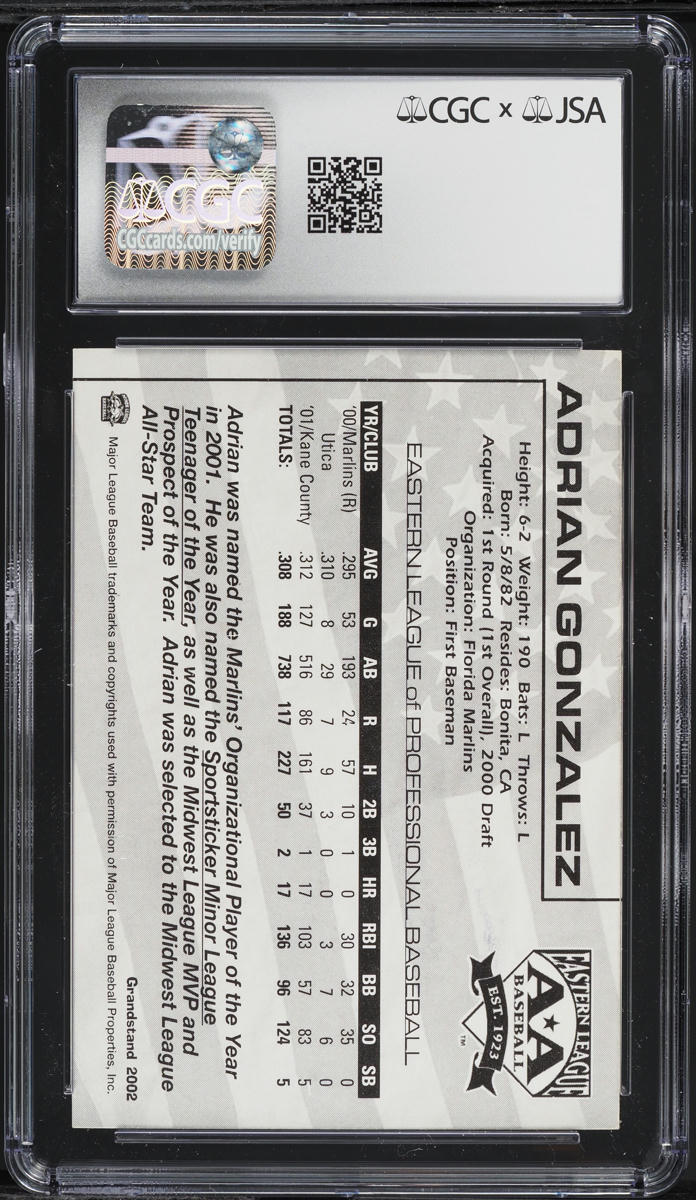 CGC x JSA
CGC
CGCcards.com/verify
ADRIAN GONZALEZ
Height: 6-2 Weight: 190 Bats: L Throws: L
Born: 5/8/82 Resides: Bonita, CA
Acquired: 1st Round (1st Overall), 2000 Draft
Organization: Florida Marlins
Position: First Baseman
EASTERN LEAGUE
AA
BASEBALL
EST. 1923
TM
EASTERN LEAGUE of PROFESSIONAL BASEBALL
YR/CLUB AVG G AB R H 2B 3B HR RBI BB SO SB
'00/Marlins (R) .295 53 193 24 57 10 1 0 30 32 35 0
Utica .310 8 29 7 9 3 0 0 3 7 6 0
'01/Kane County .312 127 516 86 161 37 1 17 103 57 83 5
TOTALS: .308 188 738 117 227 50 2 17 136 96 124 5
Adrian was named the Marlins' Organizational Player of the Year
in 2001. He was also named the Sportsticker Minor League
Teenager of the Year, as well as the Midwest League MVP and
Prospect of the Year. Adrian was selected to the Midwest League
All-Star Team.
Grandstand 2002
Major League Baseball trademarks and copyrights used with permission of Major League Baseball Properties, Inc.